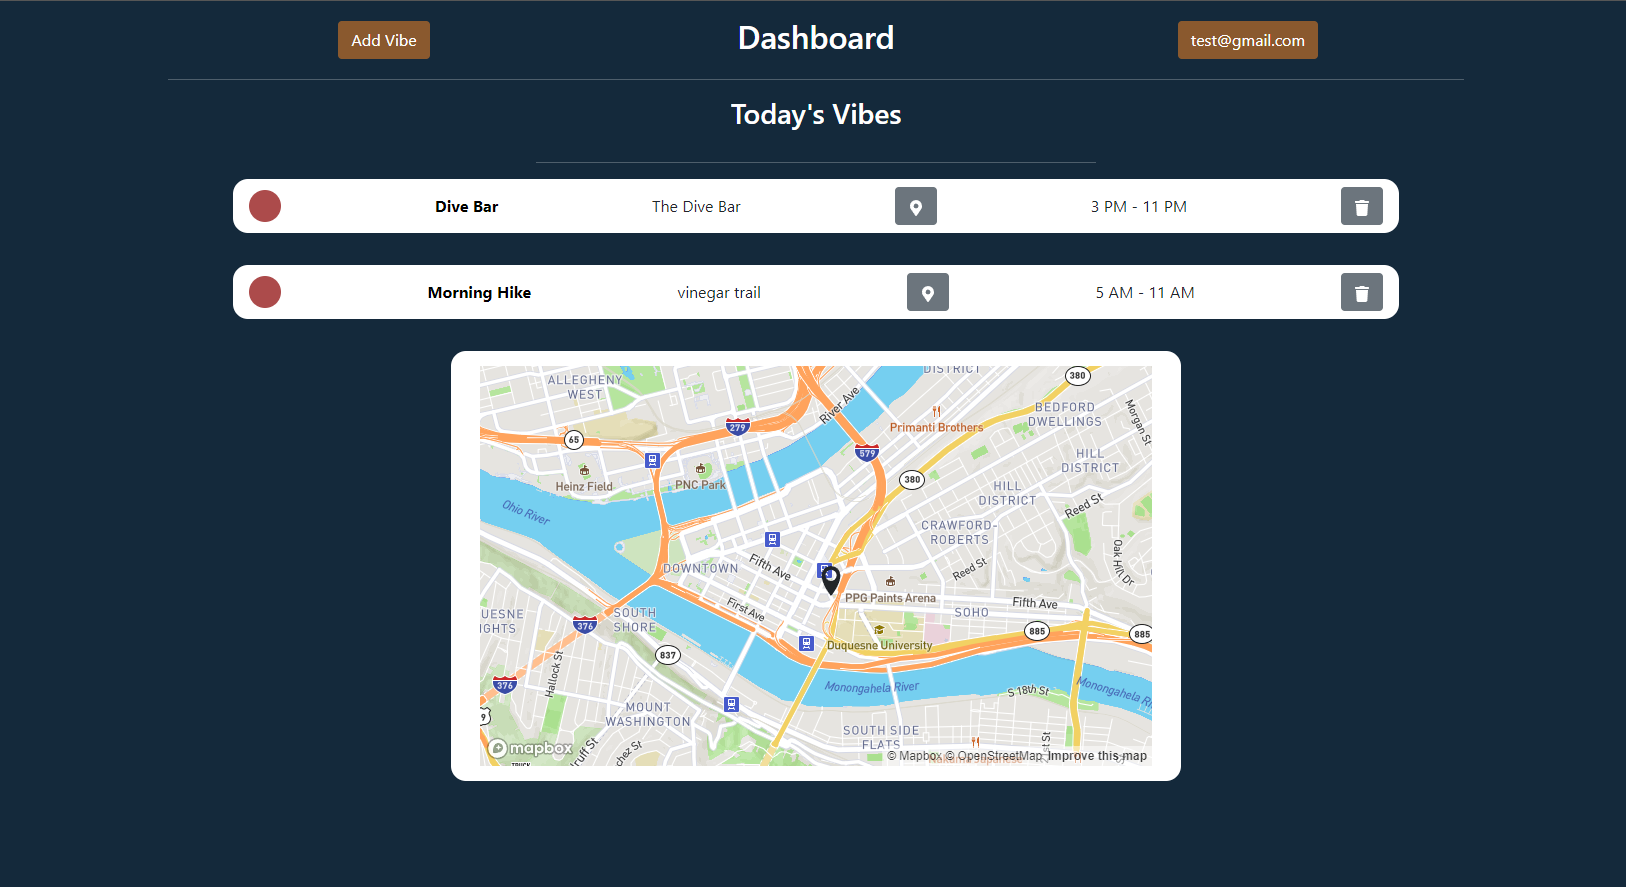 Add Vibe
Dashboard
test@gmail.com
Today's Vibes
Dive Bar
The Dive Bar
3 PM - 11 PM
Morning Hike
vinegar trail
5 AM - 11 AM
ALLEGHENY
WEST
DISTRICT
380
River Ave
Primanti Brothers
BEDFORD
DWELLINGS
Morgan St
279
65
579
HILL
DISTRICT
Heinz Field
PNC Park
380
HILL
DISTRICT
Reed St
Ohio River
CRAWFORD-
ROBERTS
Oak Hill Dr
DOWNTOWN
Fifth Ave
Reed St
PPG Paints Arena
First Ave
Fifth Ave
SOHO
UESNE
IGHTS
SOUTH
SHORE
376
885
885
Duquesne University
837
Hallock St
376
Monongahela River
S 18th St
Monongahela Ri
MOUNT
WASHINGTON
9
SOUTH SIDE
FLATS
mapbox
© Mapbox © OpenStreetMap Improve this map
TRUCK